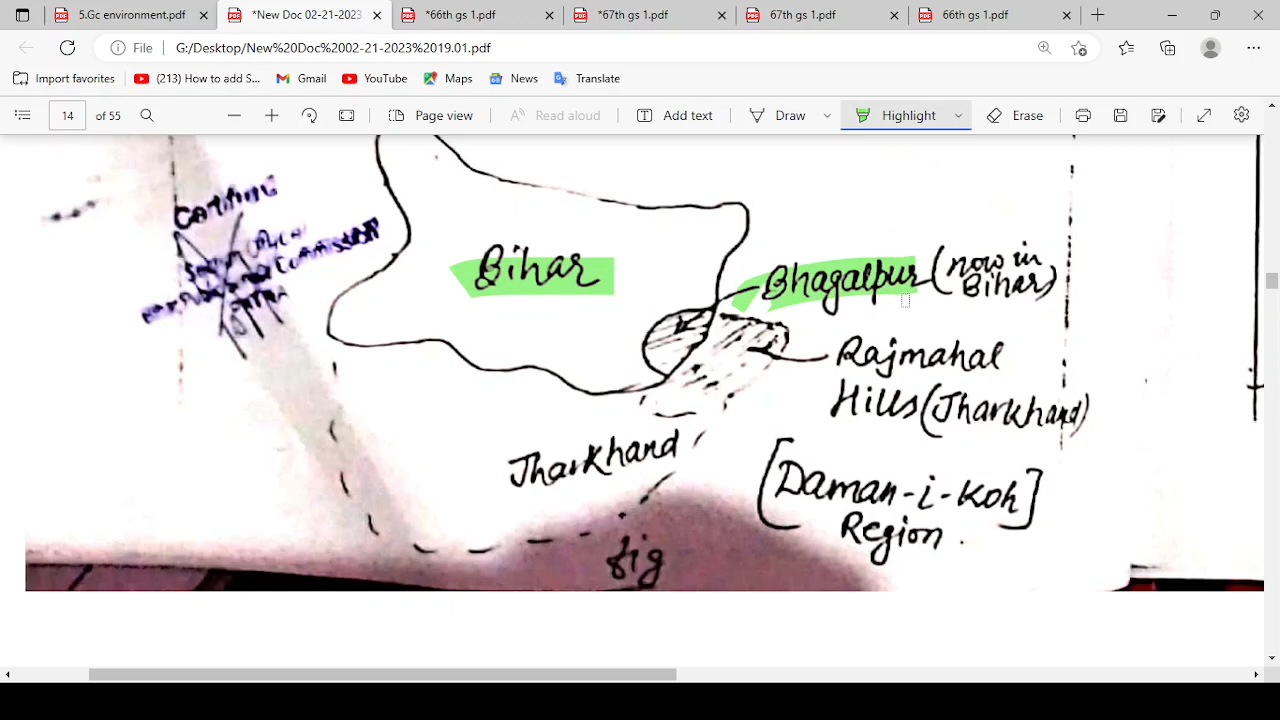 5.Gc environment.pdf
*New Doc 02-21-2023
*66th gs 1.pdf
*67th gs 1.pdf
67th gs 1.pdf
66th gs 1.pdf
File
G:/Desktop/New%20Doc%2002-21-2023%2019.01.pdf
Import favorites
(213) How to add S...
Gmail
YouTube
Maps
News
Translate
14
of 55
Page view
Read aloud
Add text
Draw
Highlight
Erase
Commission
Bihar
Bhagalpur (now in
Bihar)
Rajmahal
Hills (Jharkhand)
Jharkhand
[Daman-i-Koh]
Region.
fig